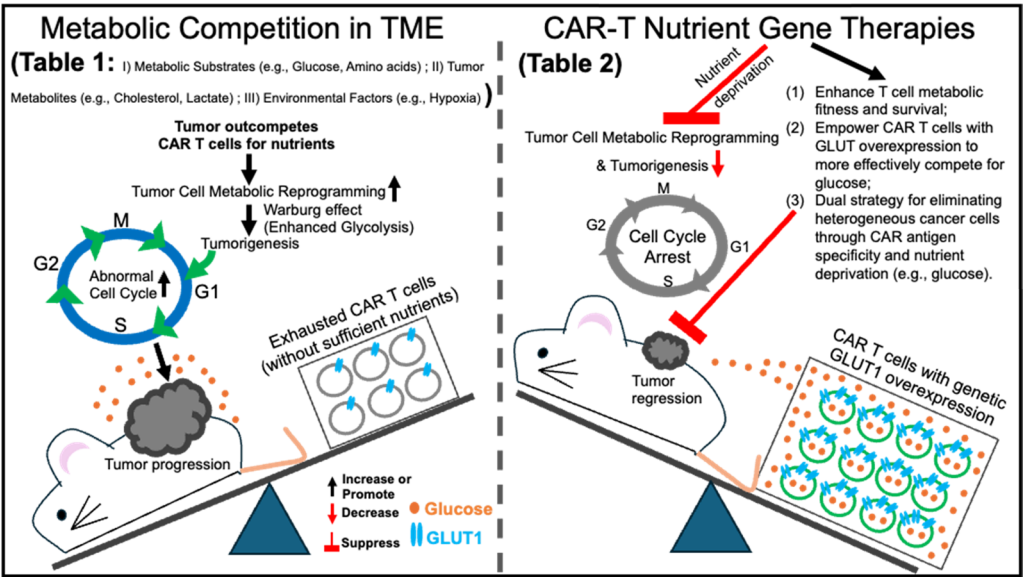 Metabolic Competition in TME
(Table 1: I) Metabolic Substrates (e.g., Glucose, Amino acids) ; II) Tumor
Metabolites (e.g., Cholesterol, Lactate) ; III) Environmental Factors (e.g., Hypoxia) )
Tumor outcompetes
CAR T cells for nutrients
Tumor Cell Metabolic Reprogramming
Warburg effect
(Enhanced Glycolysis)
Tumorigenesis
M
G2
Abnormal
Cell Cycle
G1
S
Exhausted CAR T cells
(without sufficient nutrients)
Tumor progression
Increase or
Promote
Decrease
Suppress
Glucose
GLUT1
CAR-T Nutrient Gene Therapies
(Table 2)
Nutrient
deprivation
Tumor Cell Metabolic Reprogramming
& Tumorigenesis
M
G2
Cell Cycle
Arrest
G1
S
(1) Enhance T cell metabolic
fitness and survival;
(2) Empower CAR T cells with
GLUT overexpression to
more effectively compete for
glucose;
(3) Dual strategy for eliminating
heterogeneous cancer cells
through CAR antigen
specificity and nutrient
deprivation (e.g., glucose).
Tumor
regression
CAR T cells with genetic
GLUT1 overexpression